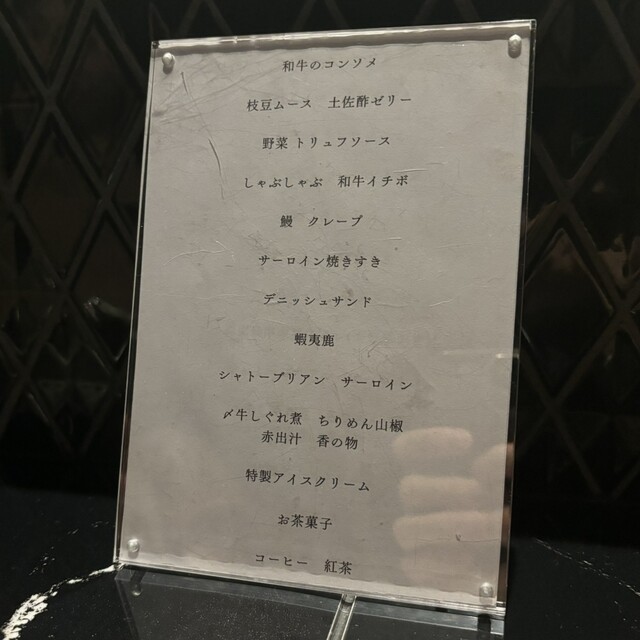 和牛のコンソメ
枝豆ムース　土佐酢ゼリー
野菜 トリュフソース
しゃぶしゃぶ　和牛イチボ
鰻　クレープ
サーロイン焼きすき
デニッシュサンド
蝦夷鹿
シャトーブリアン　サーロイン
〆牛しぐれ煮　ちりめん山椒
赤出汁　香の物
特製アイスクリーム
お茶菓子
コーヒー　紅茶